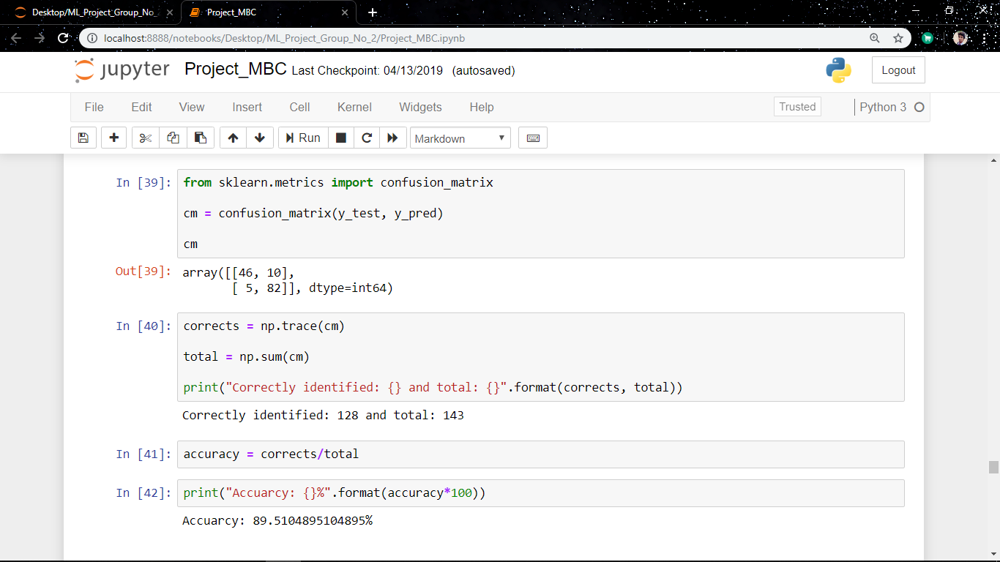 Desktop/ML_Project_Group_No_
Project_MBC
localhost:8888/notebooks/Desktop/ML_Project_Group_No_2/Project_MBC.ipynb
jupyter Project_MBC Last Checkpoint: 04/13/2019 (autosaved)
Logout
File Edit View Insert Cell Kernel Widgets Help
Trusted
Python 3
Run
Markdown
In [39]: from sklearn.metrics import confusion_matrix
cm = confusion_matrix(y_test, y_pred)
cm
Out[39]: array([[46, 10],
[ 5, 82]], dtype=int64)
In [40]: corrects = np.trace(cm)
total = np.sum(cm)
print("Correctly identified: {} and total: {}".format(corrects, total))
Correctly identified: 128 and total: 143
In [41]: accuracy = corrects/total
In [42]: print("Accuarcy: {}%".format(accuracy*100))
Accuarcy: 89.5104895104895%